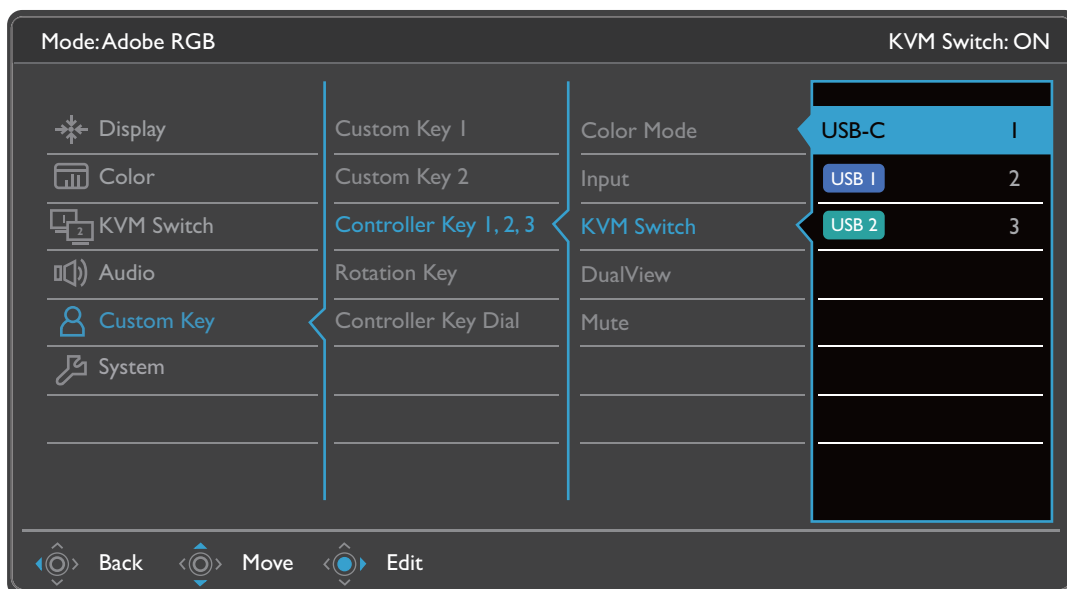 Mode: Adobe RGB KVM Switch: ON
Display Custom Key 1 Color Mode USB-C 1
Color Custom Key 2 Input USB 1 2
1 2 KVM Switch Controller Key 1, 2, 3 KVM Switch USB 2 3
Audio Rotation Key DualView
Custom Key Controller Key Dial Mute
System
Back Move Edit